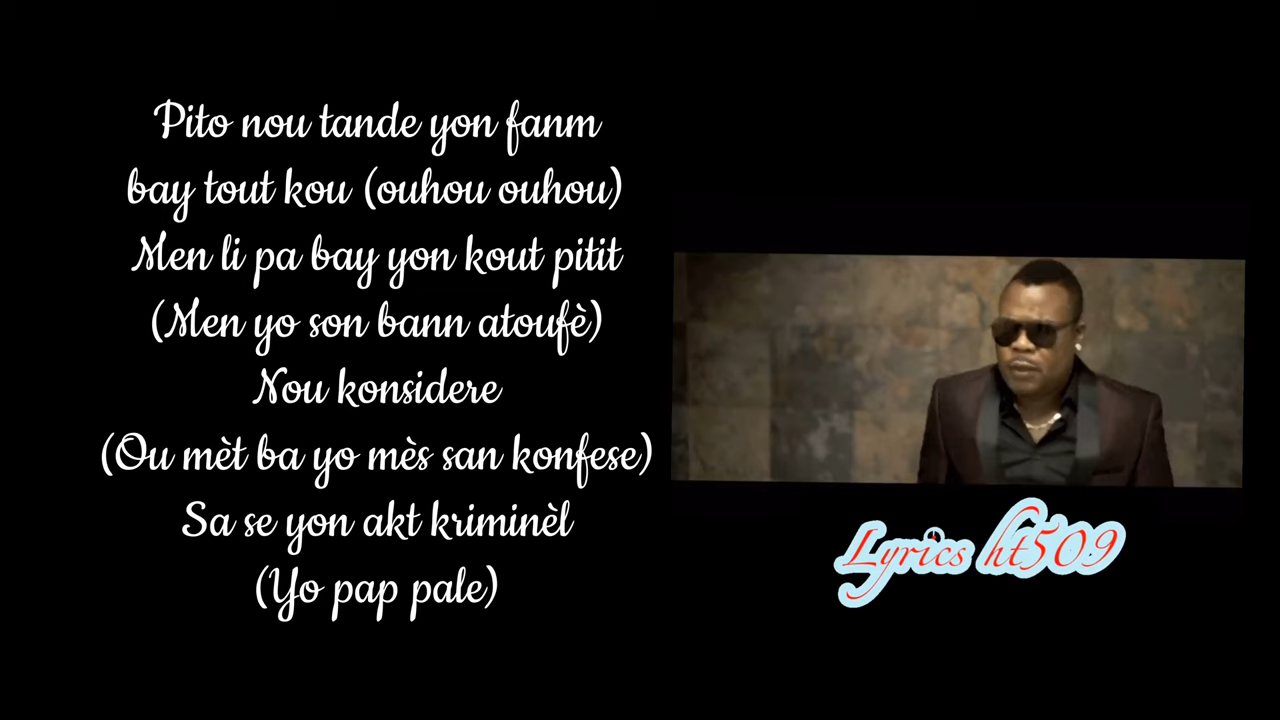 Pito nou tande yon fanm
bay tout kou (ouhou ouhou)
Men li pa bay yon kout pitit
(Men yo son bann atoufè)
Nou konsidere
(Ou mèt ba yo mès san konfese)
Sa se yon akt kriminèl
(Yo pap pale)
Lyrics ht509